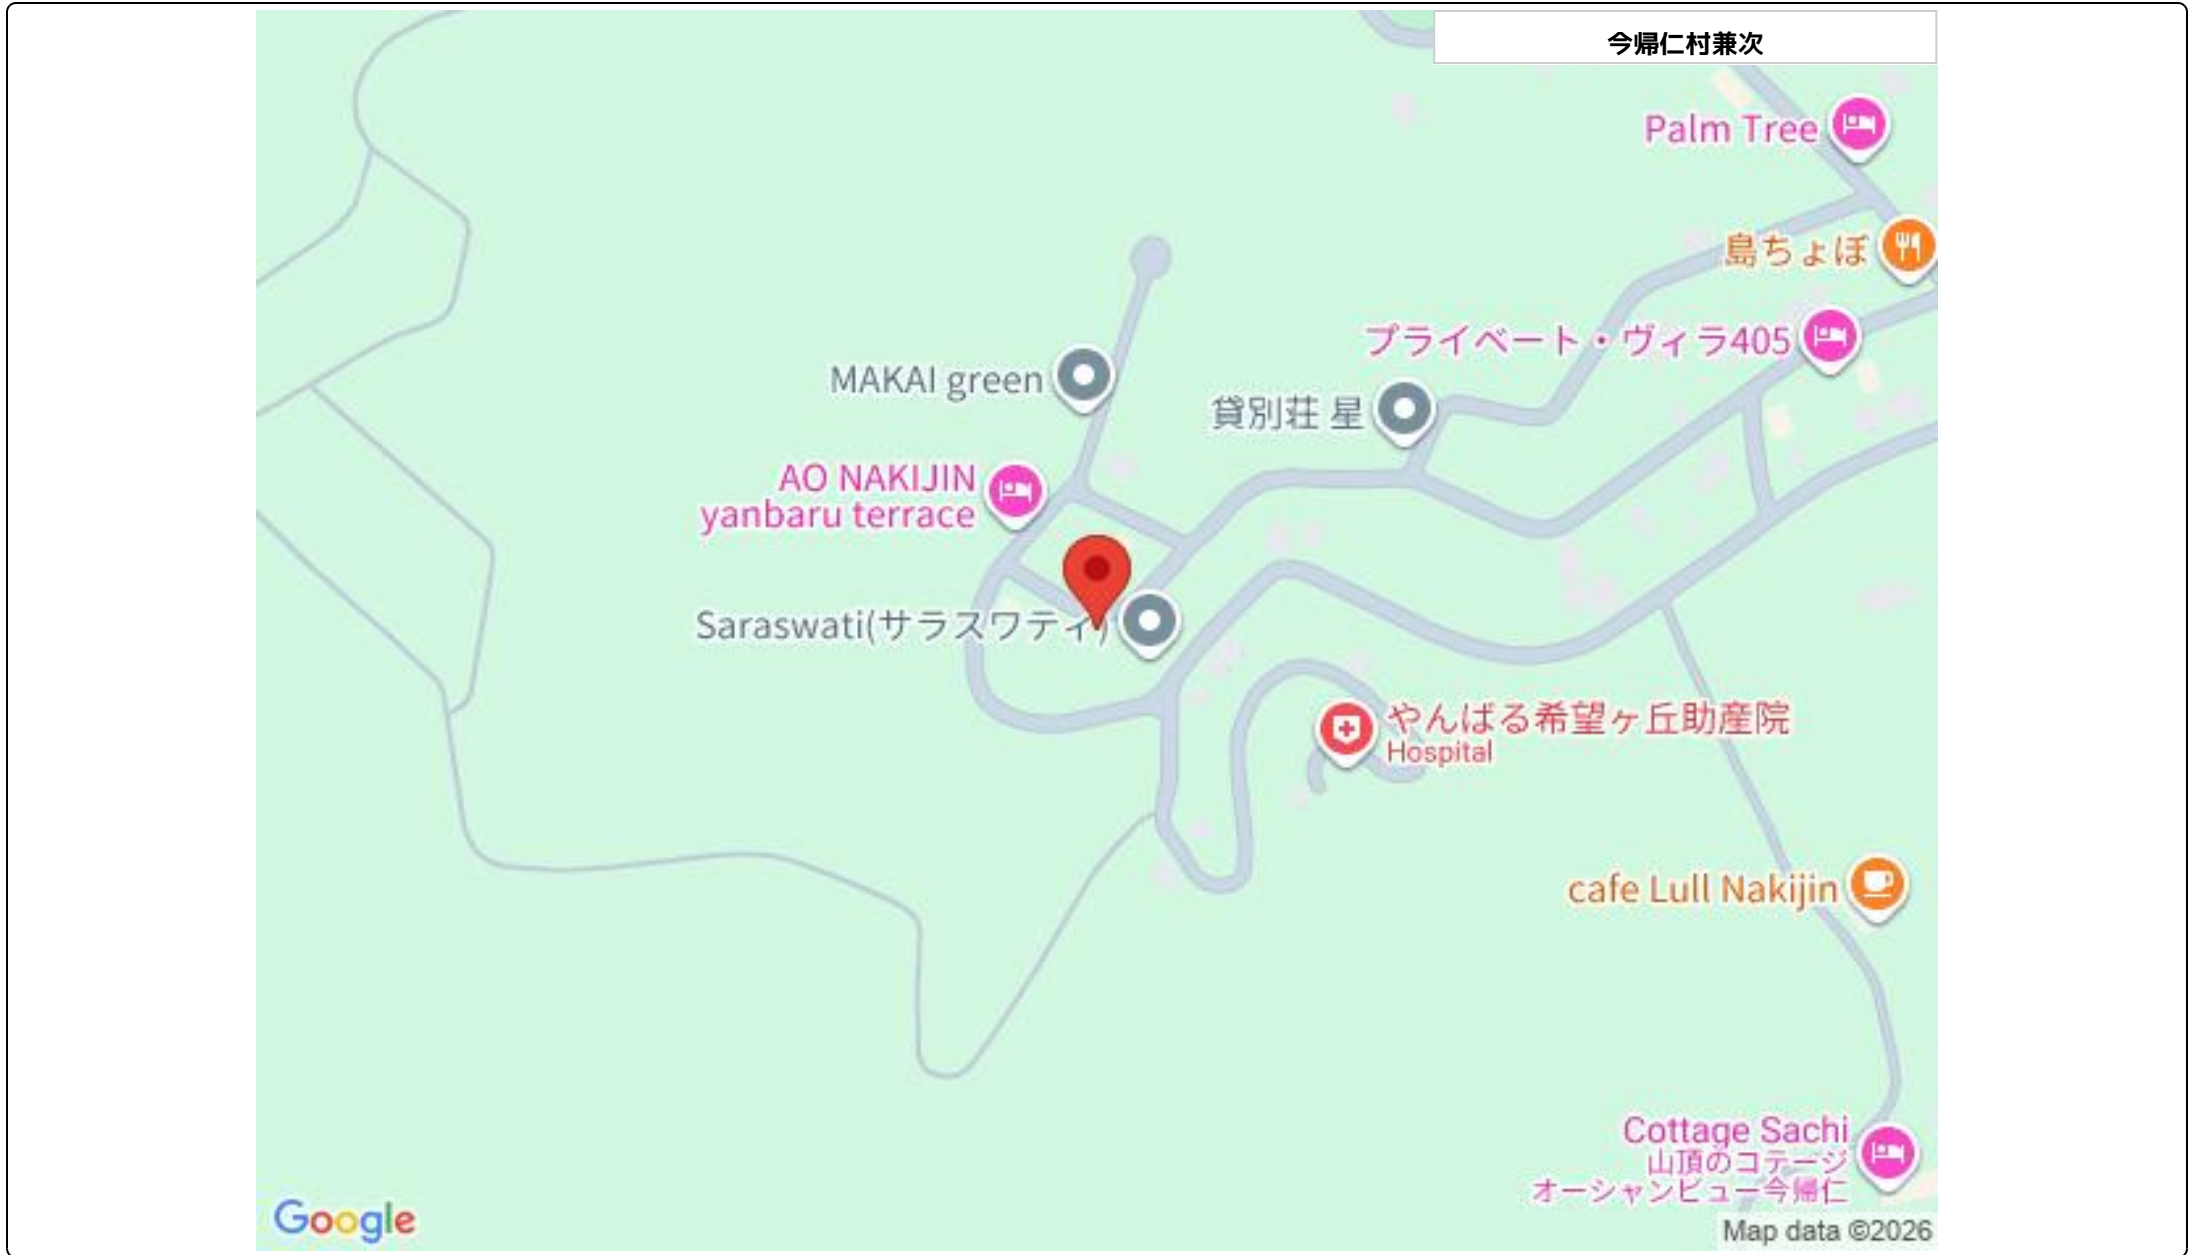 今帰仁村兼次
Palm Tree
島ちょぼ
プライベート・ヴィラ405
MAKAI green
貸別荘 星
AO NAKIJIN
yanbaru terrace
Saraswati(サラスワティ)
やんばる希望ヶ丘助産院
Hospital
cafe Lull Nakijin
Cottage Sachi
山頂のコテージ
オーシャンビュー今帰仁
Google
Map data ©2026